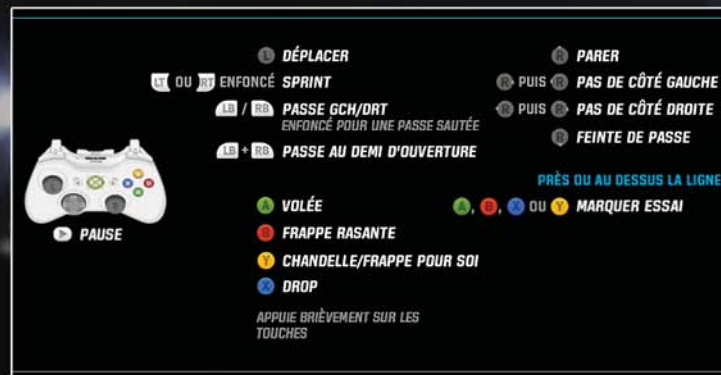 L DÉPLACER
LT OU RT ENFONCÉ SPRINT
LB / RB PASSE GCH/DRT
ENFONCÉ POUR UNE PASSE SAUTÉE
LB + RB PASSE AU DEMI D'OUVERTURE
PAUSE
A VOLÉE
B FRAPPE RASANTE
Y CHANDELLE/FRAPPE POUR SOI
X DROP
APPUIE BRIÈVEMENT SUR LES
TOUCHES
R PARER
R PUIS R PAS DE CÔTÉ GAUCHE
R PUIS R PAS DE CÔTÉ DROITE
R FEINTE DE PASSE
PRÈS OU AU DESSUS LA LIGNE
A, B, X OU Y MARQUER ESSAI